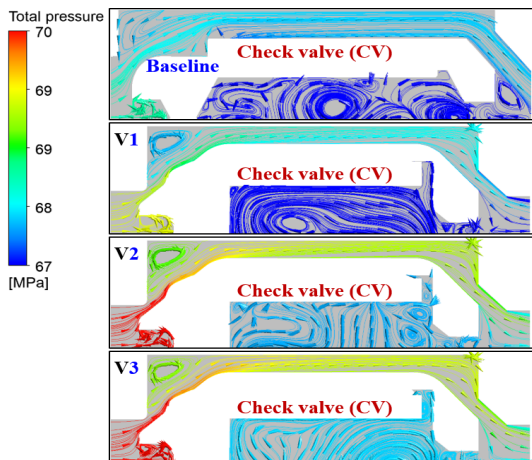 Total pressure
70
69
69
68
67
[MPa]
Check valve (CV)
Baseline
V1
Check valve (CV)
V2
Check valve (CV)
V3
Check valve (CV)